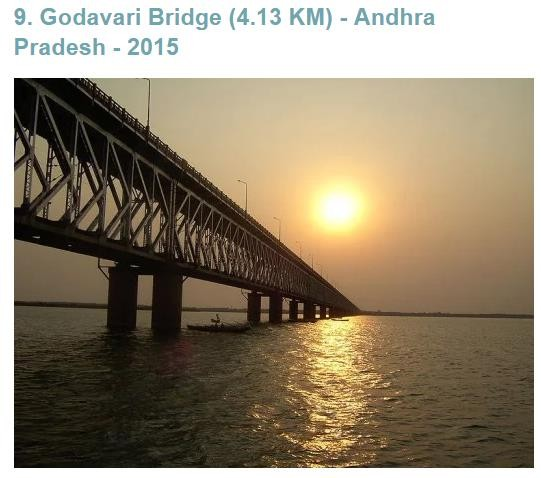 9. Godavari Bridge (4.13 KM) - Andhra
Pradesh - 2015